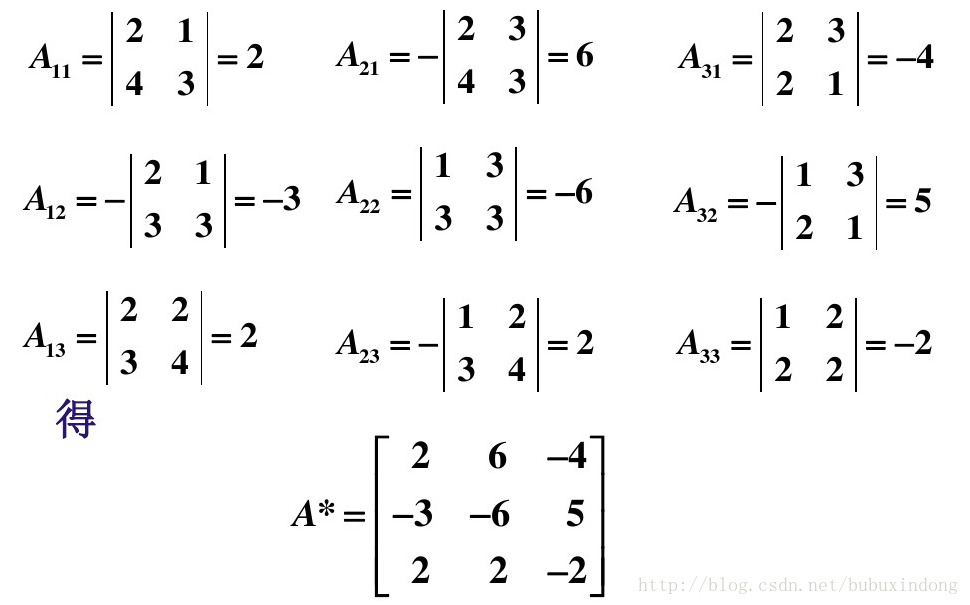 A₁₁ = | 2 1 ; 4 3 | = 2
A₂₁ = − | 2 3 ; 4 3 | = 6
A₃₁ = | 2 3 ; 2 1 | = −4
A₁₂ = − | 2 1 ; 3 3 | = −3
A₂₂ = | 1 3 ; 3 3 | = −6
A₃₂ = − | 1 3 ; 2 1 | = 5
A₁₃ = | 2 2 ; 3 4 | = 2
A₂₃ = − | 1 2 ; 3 4 | = 2
A₃₃ = | 1 2 ; 2 2 | = −2
得
A* = [ 2 6 −4 ; −3 −6 5 ; 2 2 −2 ]
http://blog.csdn.net/bubuxindong